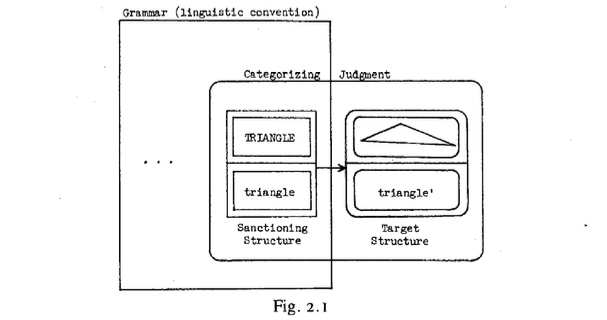 Grammar (linguistic convention)
Categorizing Judgment
TRIANGLE
. . .
triangle
triangle'
Sanctioning
Structure
Target
Structure
Fig. 2.1